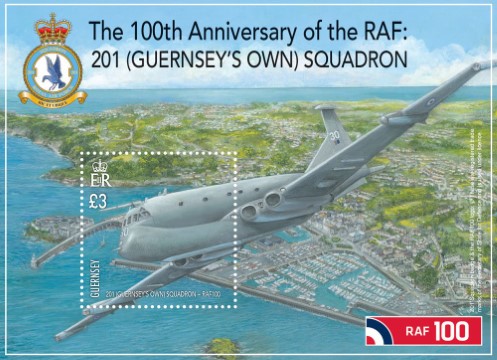 The 100th Anniversary of the RAF:
201 (GUERNSEY'S OWN) SQUADRON
ER
£3
GUERNSEY
201 (GUERNSEY'S OWN) SQUADRON – RAF100
RAF 100